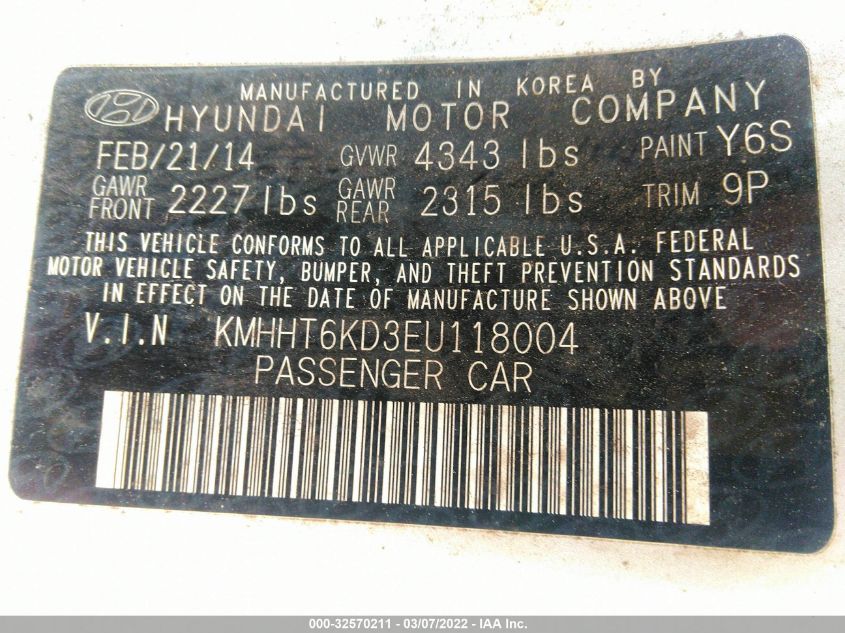 MANUFACTURED IN KOREA BY
HYUNDAI MOTOR COMPANY
FEB/21/14 GVWR 4343 lbs PAINT Y6S
GAWR FRONT 2227 lbs GAWR REAR 2315 lbs TRIM 9P
THIS VEHICLE CONFORMS TO ALL APPLICABLE U.S.A. FEDERAL
MOTOR VEHICLE SAFETY, BUMPER, AND THEFT PREVENTION STANDARDS
IN EFFECT ON THE DATE OF MANUFACTURE SHOWN ABOVE
V.I.N KMHHT6KD3EU118004
PASSENGER CAR
000-32570211 - 03/07/2022 - IAA Inc.